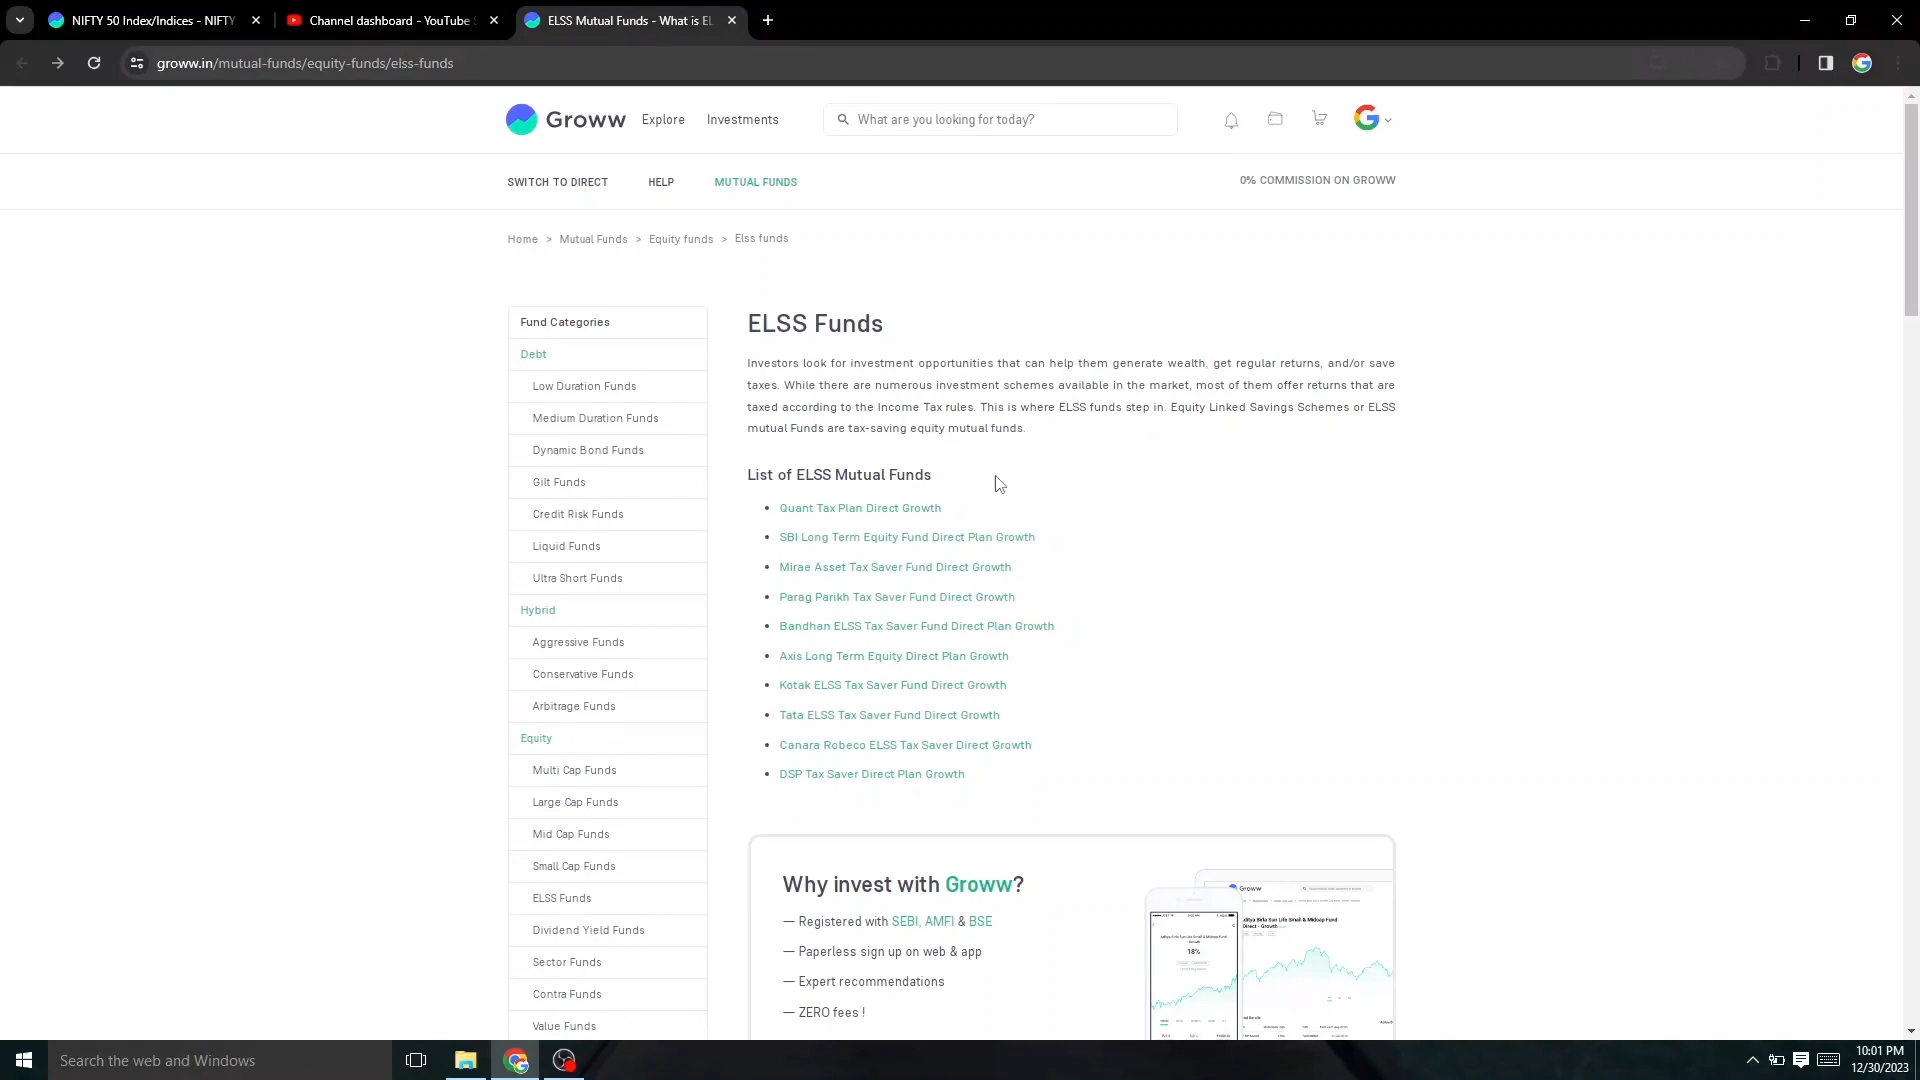 NIFTY 50 Index/Indices - NIFTY
Channel dashboard - YouTube
ELSS Mutual Funds - What is EL
groww.in/mutual-funds/equity-funds/elss-funds
Groww
Explore
Investments
What are you looking for today?
SWITCH TO DIRECT
HELP
MUTUAL FUNDS
0% COMMISSION ON GROWW
Home > Mutual Funds > Equity funds > Elss funds
Fund Categories
Debt
Low Duration Funds
Medium Duration Funds
Dynamic Bond Funds
Gilt Funds
Credit Risk Funds
Liquid Funds
Ultra Short Funds
Hybrid
Aggressive Funds
Conservative Funds
Arbitrage Funds
Equity
Multi Cap Funds
Large Cap Funds
Mid Cap Funds
Small Cap Funds
ELSS Funds
Dividend Yield Funds
Sector Funds
Contra Funds
Value Funds
ELSS Funds
Investors look for investment opportunities that can help them generate wealth, get regular returns, and/or save
taxes. While there are numerous investment schemes available in the market, most of them offer returns that are
taxed according to the Income Tax rules. This is where ELSS funds step in. Equity Linked Savings Schemes or ELSS
mutual Funds are tax-saving equity mutual funds.
List of ELSS Mutual Funds
Quant Tax Plan Direct Growth
SBI Long Term Equity Fund Direct Plan Growth
Mirae Asset Tax Saver Fund Direct Growth
Parag Parikh Tax Saver Fund Direct Growth
Bandhan ELSS Tax Saver Fund Direct Plan Growth
Axis Long Term Equity Direct Plan Growth
Kotak ELSS Tax Saver Fund Direct Growth
Tata ELSS Tax Saver Fund Direct Growth
Canara Robeco ELSS Tax Saver Direct Growth
DSP Tax Saver Direct Plan Growth
Why invest with Groww?
— Registered with SEBI, AMFI & BSE
— Paperless sign up on web & app
— Expert recommendations
— ZERO fees !
Groww
Aditya Birla Sun Life Small & Midcap Fund
Direct - Growth
18%
Search the web and Windows
10:01 PM
12/30/2023